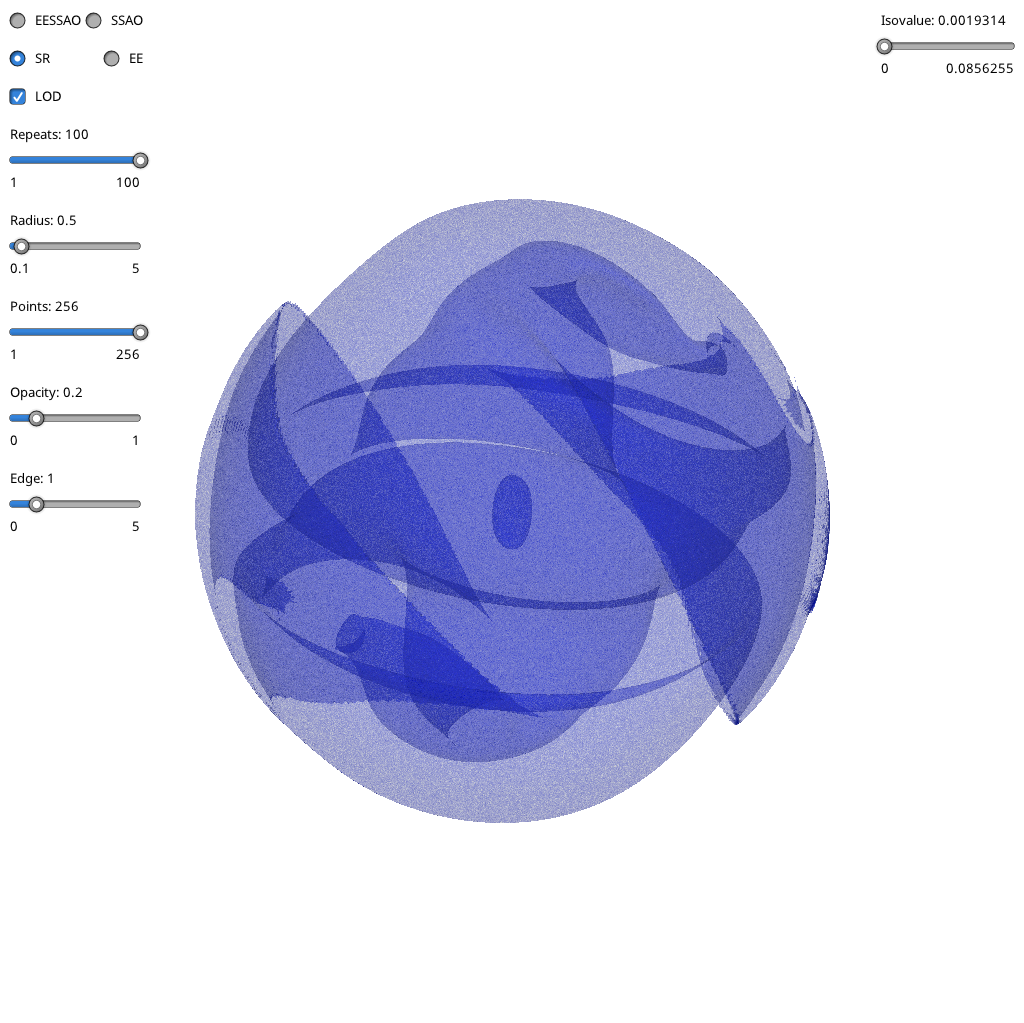 EESSAO SSAO
SR EE
LOD
Repeats: 100
1 100
Radius: 0.5
0.1 5
Points: 256
1 256
Opacity: 0.2
0 1
Edge: 1
0 5
Isovalue: 0.0019314
0 0.0856255